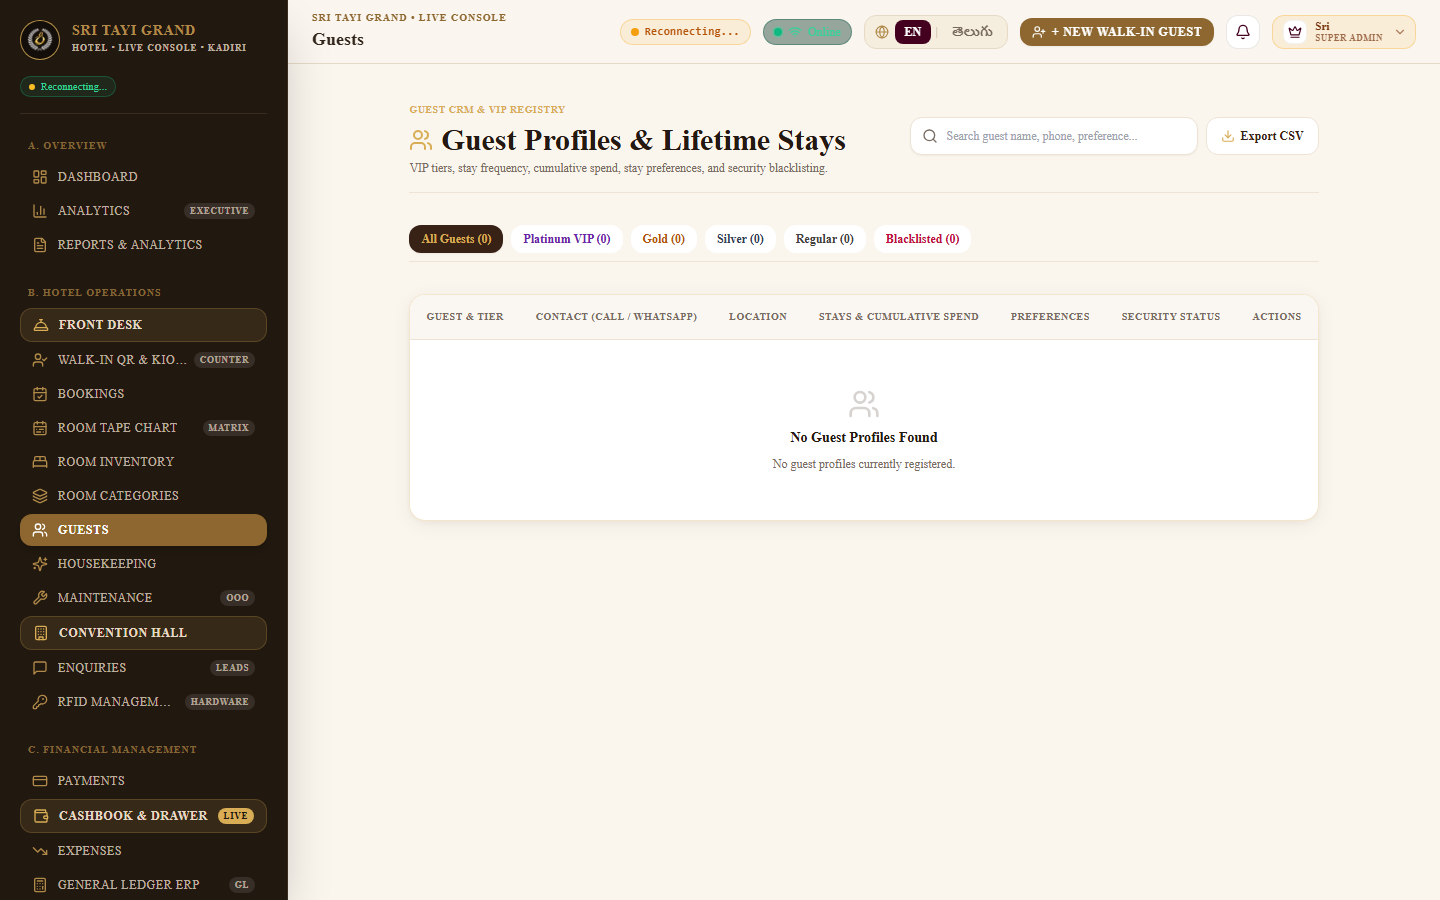 SRI TAYI GRAND
HOTEL • LIVE CONSOLE • KADIRI
Reconnecting...
A. OVERVIEW
DASHBOARD
ANALYTICS
EXECUTIVE
REPORTS & ANALYTICS
B. HOTEL OPERATIONS
FRONT DESK
WALK-IN QR & KIO...
COUNTER
BOOKINGS
ROOM TAPE CHART
MATRIX
ROOM INVENTORY
ROOM CATEGORIES
GUESTS
HOUSEKEEPING
MAINTENANCE
OOO
CONVENTION HALL
ENQUIRIES
LEADS
RFID MANAGEM...
HARDWARE
C. FINANCIAL MANAGEMENT
PAYMENTS
CASHBOOK & DRAWER
LIVE
EXPENSES
GENERAL LEDGER ERP
GL
SRI TAYI GRAND • LIVE CONSOLE
Guests
Reconnecting...
EN
తెలుగు
+ NEW WALK-IN GUEST
Sri
SUPER ADMIN
GUEST CRM & VIP REGISTRY
Guest Profiles & Lifetime Stays
VIP tiers, stay frequency, cumulative spend, stay preferences, and security blacklisting.
Search guest name, phone, preference...
Export CSV
All Guests (0)
Platinum VIP (0)
Gold (0)
Silver (0)
Regular (0)
Blacklisted (0)
GUEST & TIER
CONTACT (CALL / WHATSAPP)
LOCATION
STAYS & CUMULATIVE SPEND
PREFERENCES
SECURITY STATUS
ACTIONS
No Guest Profiles Found
No guest profiles currently registered.